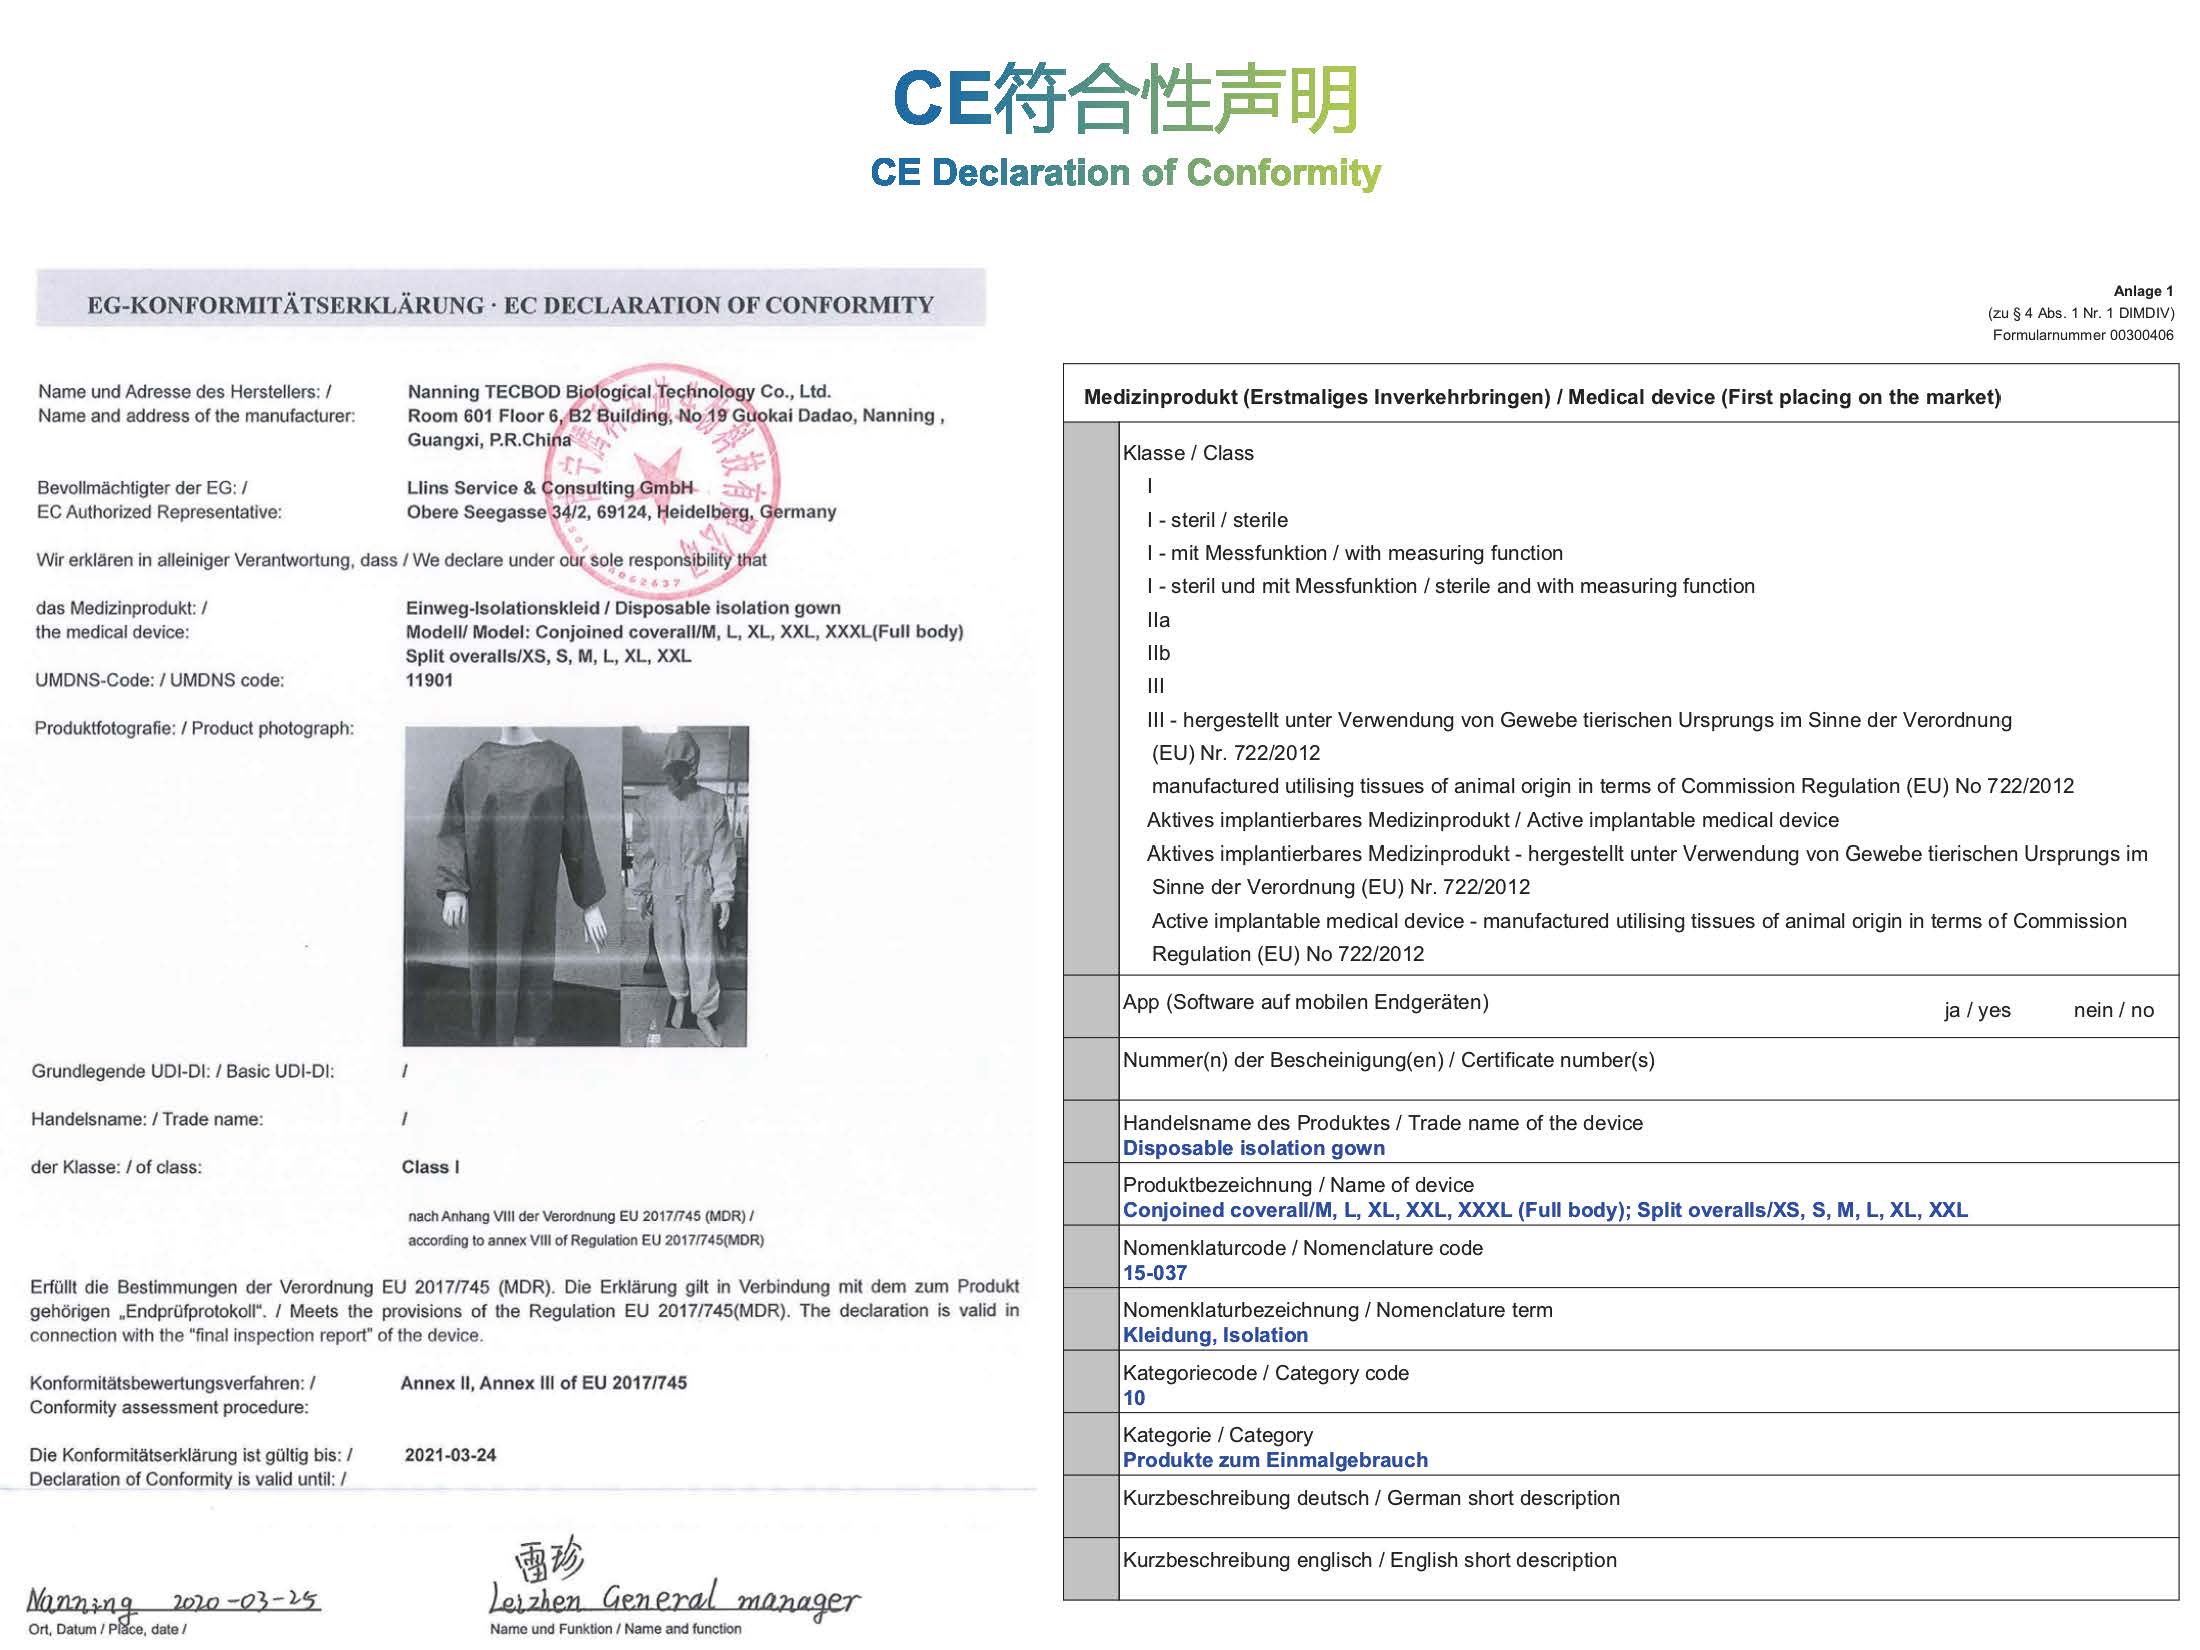 CE符合性声明
CE Declaration of Conformity
EG-KONFORMITÄTSERKLÄRUNG · EC DECLARATION OF CONFORMITY
Name und Adresse des Herstellers: / Nanning TECBOD Biological Technology Co., Ltd.
Name and address of the manufacturer: Room 601 Floor 6, B2 Building, No 19 Guokai Dadao, Nanning ,
Guangxi, P.R.China
Bevollmächtigter der EG: / Llins Service & Consulting GmbH
EC Authorized Representative: Obere Seegasse 34/2, 69124, Heidelberg, Germany
Wir erklären in alleiniger Verantwortung, dass / We declare under our sole responsibility that
das Medizinprodukt: / Einweg-Isolationskleid / Disposable isolation gown
the medical device: Modell/ Model: Conjoined coverall/M, L, XL, XXL, XXXL(Full body)
Split overalls/XS, S, M, L, XL, XXL
UMDNS-Code: / UMDNS code: 11901
Produktfotografie: / Product photograph:
Grundlegende UDI-DI: / Basic UDI-DI: /
Handelsname: / Trade name: /
der Klasse: / of class: Class I
nach Anhang VIII der Verordnung EU 2017/745 (MDR) /
according to annex VIII of Regulation EU 2017/745(MDR)
Erfüllt die Bestimmungen der Verordnung EU 2017/745 (MDR). Die Erklärung gilt in Verbindung mit dem zum Produkt
gehörigen „Endprüfprotokoll“. / Meets the provisions of the Regulation EU 2017/745(MDR). The declaration is valid in
connection with the "final inspection report" of the device.
Konformitätsbewertungsverfahren: / Annex II, Annex III of EU 2017/745
Conformity assessment procedure:
Die Konformitätserklärung ist gültig bis: / 2021-03-24
Declaration of Conformity is valid until: /
雷珍
Nanning 2020-03-25 Leizhen General manager
Ort, Datum / Place, date / Name und Funktion / Name and function
Anlage 1
(zu § 4 Abs. 1 Nr. 1 DIMDIV)
Formularnummer 00300406
Medizinprodukt (Erstmaliges Inverkehrbringen) / Medical device (First placing on the market)
Klasse / Class
I
I - steril / sterile
I - mit Messfunktion / with measuring function
I - steril und mit Messfunktion / sterile and with measuring function
IIa
IIb
III
III - hergestellt unter Verwendung von Gewebe tierischen Ursprungs im Sinne der Verordnung
(EU) Nr. 722/2012
manufactured utilising tissues of animal origin in terms of Commission Regulation (EU) No 722/2012
Aktives implantierbares Medizinprodukt / Active implantable medical device
Aktives implantierbares Medizinprodukt - hergestellt unter Verwendung von Gewebe tierischen Ursprungs im
Sinne der Verordnung (EU) Nr. 722/2012
Active implantable medical device - manufactured utilising tissues of animal origin in terms of Commission
Regulation (EU) No 722/2012
App (Software auf mobilen Endgeräten) ja / yes nein / no
Nummer(n) der Bescheinigung(en) / Certificate number(s)
Handelsname des Produktes / Trade name of the device
Disposable isolation gown
Produktbezeichnung / Name of device
Conjoined coverall/M, L, XL, XXL, XXXL (Full body); Split overalls/XS, S, M, L, XL, XXL
Nomenklaturcode / Nomenclature code
15-037
Nomenklaturbezeichnung / Nomenclature term
Kleidung, Isolation
Kategoriecode / Category code
10
Kategorie / Category
Produkte zum Einmalgebrauch
Kurzbeschreibung deutsch / German short description
Kurzbeschreibung englisch / English short description